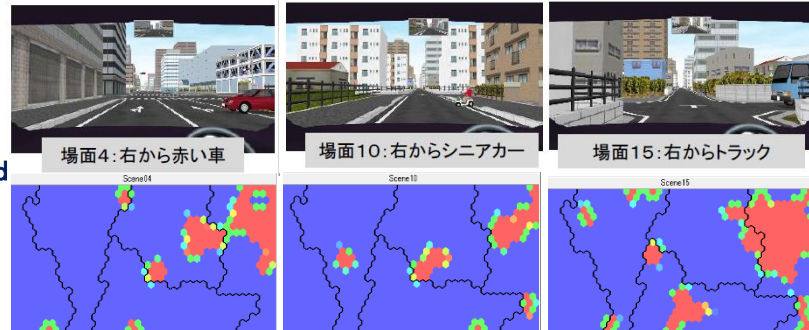 場面4：右から赤い車
場面10：右からシニアカー
場面15：右からトラック
d
Scene04
Scene10
Scene15